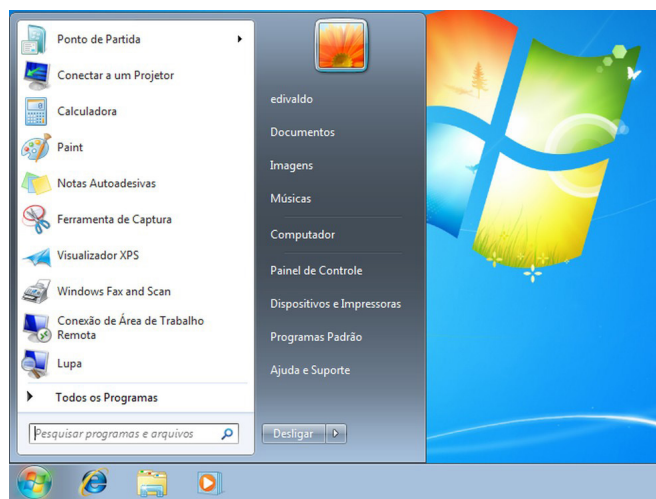 Ponto de Partida
Conectar a um Projetor
Calculadora
Paint
Notas Autoadesivas
Ferramenta de Captura
Visualizador XPS
Windows Fax and Scan
Conexão de Área de Trabalho
Remota
Lupa
Todos os Programas
Pesquisar programas e arquivos
edivaldo
Documentos
Imagens
Músicas
Computador
Painel de Controle
Dispositivos e Impressoras
Programas Padrão
Ajuda e Suporte
Desligar